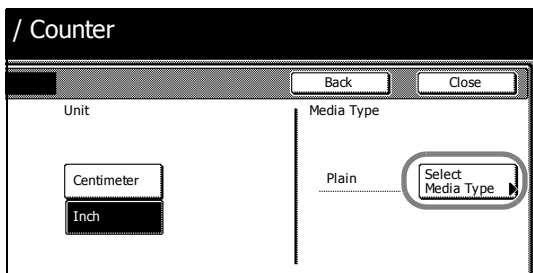 / Counter
Back
Close
Unit
Media Type
Centimeter
Inch
Plain
Select
Media Type